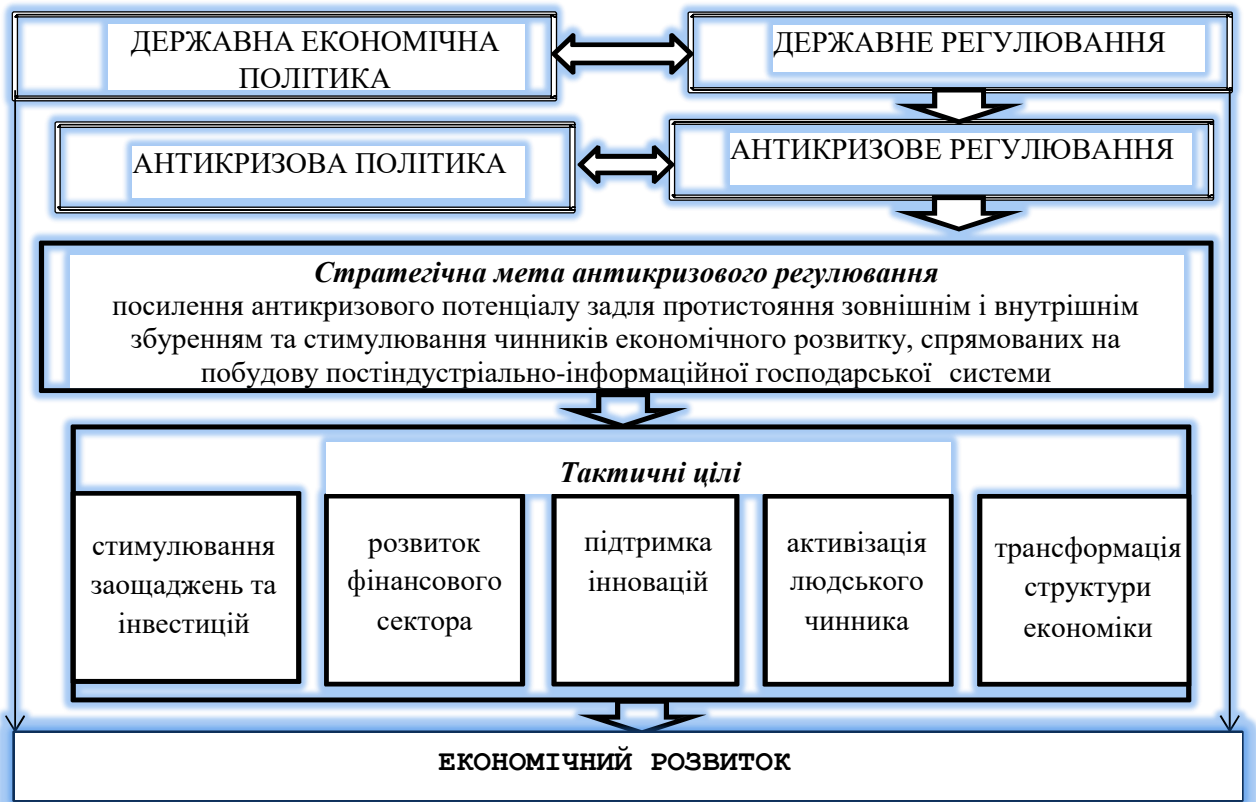 ДЕРЖАВНА ЕКОНОМІЧНА
ПОЛІТИКА
ДЕРЖАВНЕ РЕГУЛЮВАННЯ
АНТИКРИЗОВА ПОЛІТИКА
АНТИКРИЗОВЕ РЕГУЛЮВАННЯ
Стратегічна мета антикризового регулювання
посилення антикризового потенціалу задля протистояння зовнішнім і внутрішнім
збуренням та стимулювання чинників економічного розвитку, спрямованих на
побудову постіндустріально-інформаційної господарської системи
Тактичні цілі
стимулювання
заощаджень та
інвестицій
розвиток
фінансового
сектора
підтримка
інновацій
активізація
людського
чинника
трансформація
структури
економіки
ЕКОНОМІЧНИЙ РОЗВИТОК